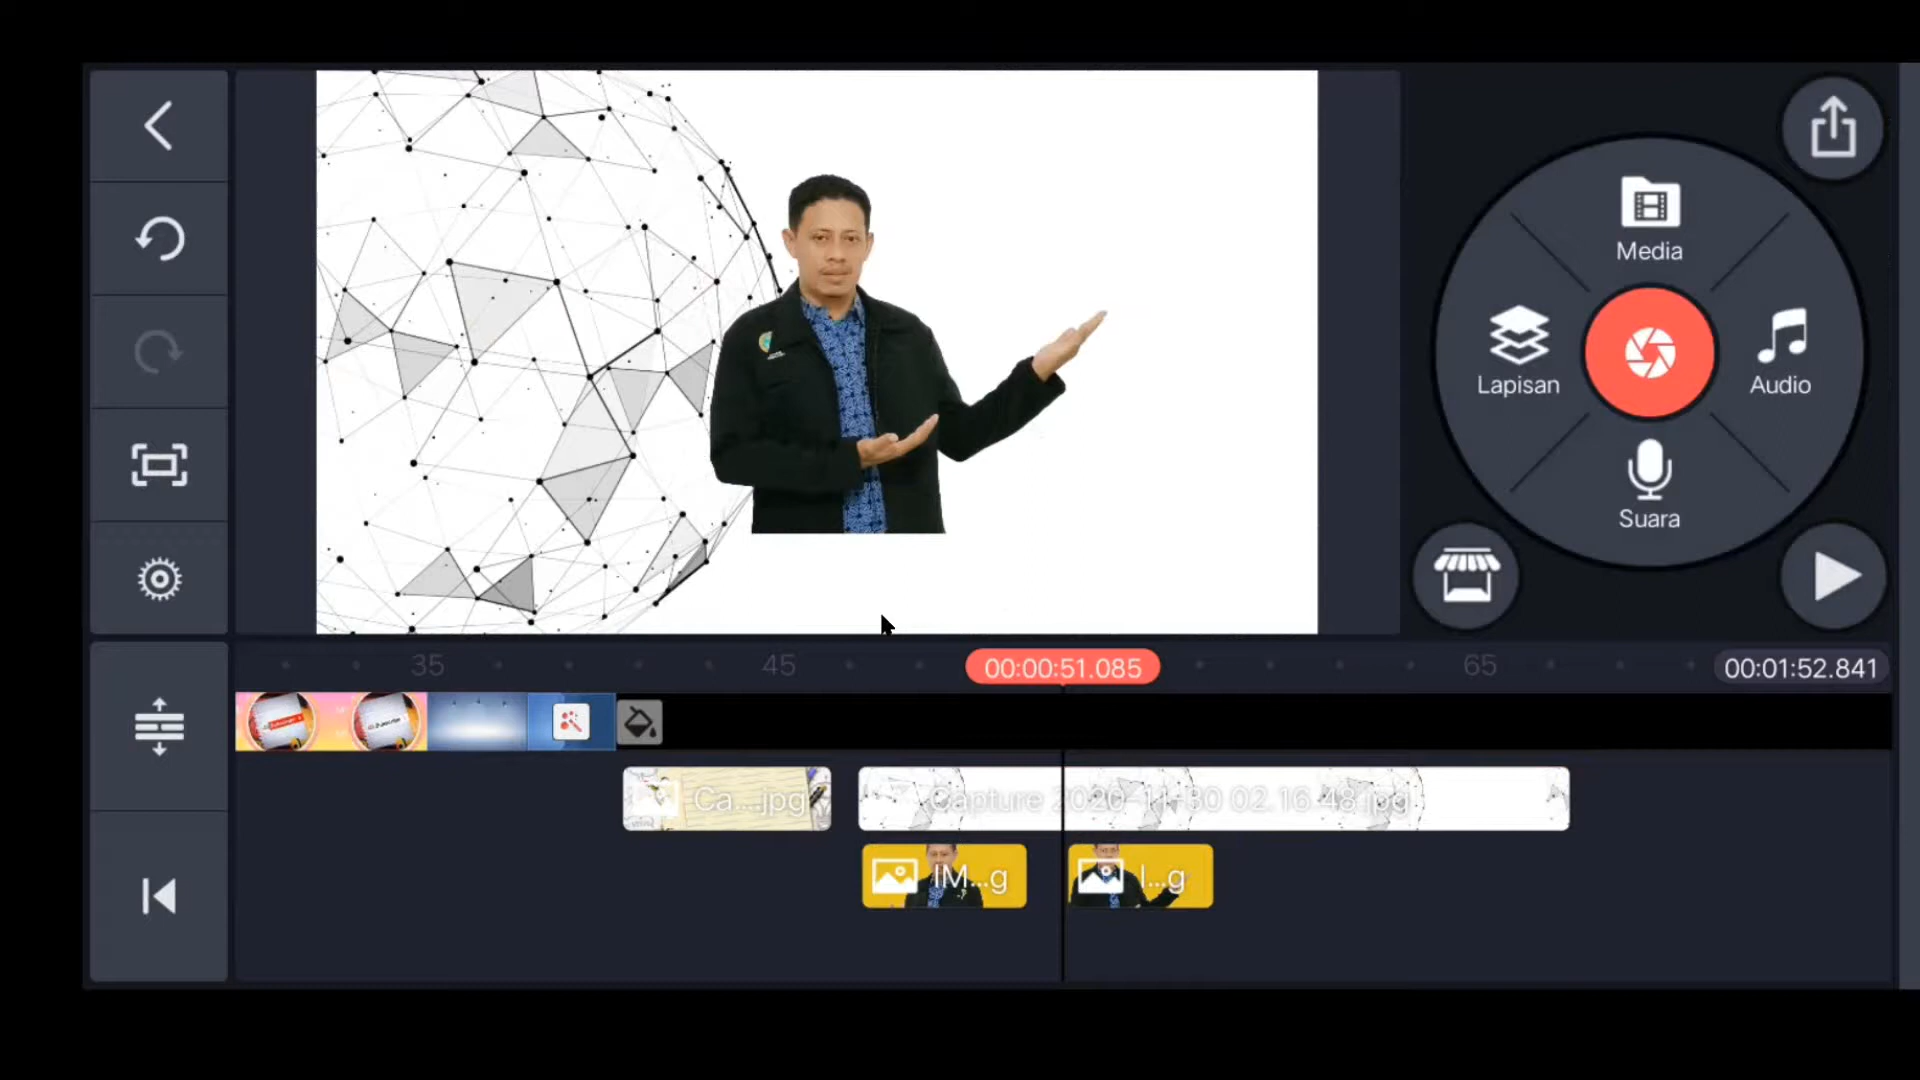 Media
Lapisan
Audio
Suara
35
45
00:00:51.085
65
00:01:52.841
Ca....jpg
Capture 2020-11-30 02.16.48.jpg
IM...g
I...g